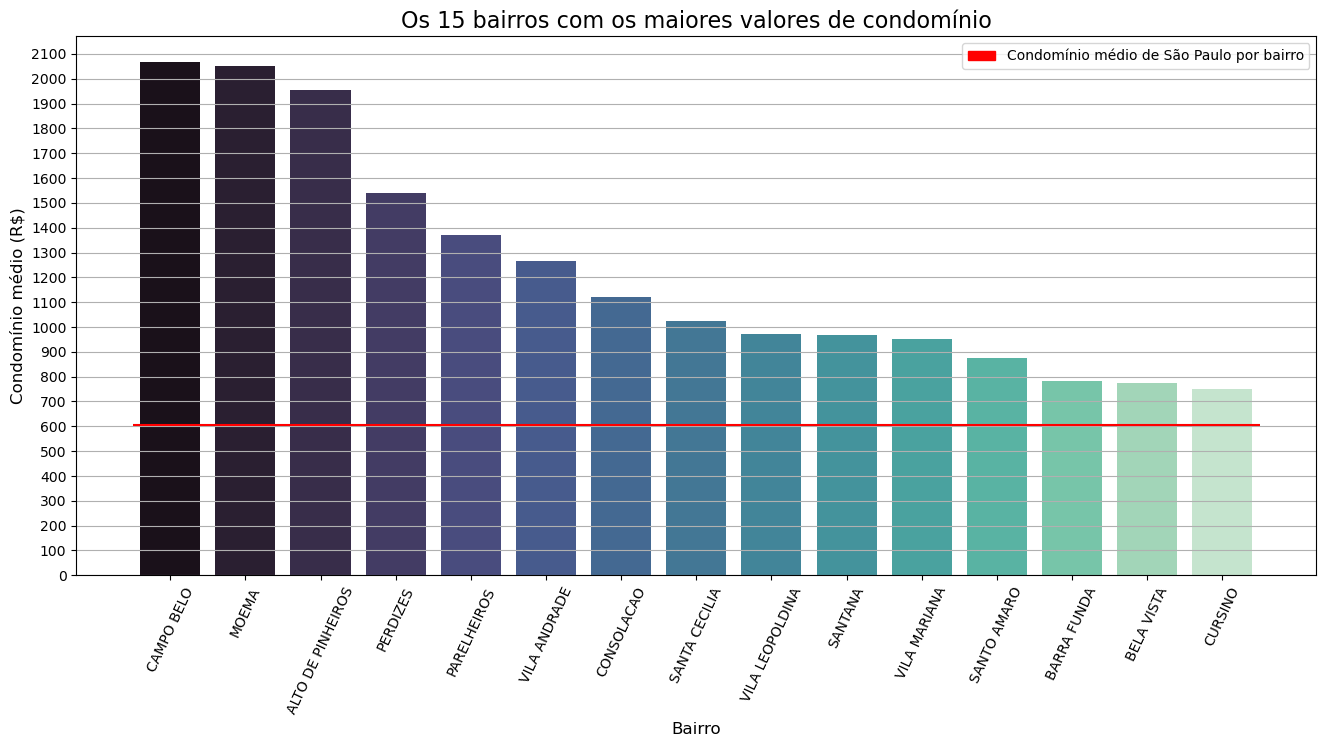 Os 15 bairros com os maiores valores de condomínio
Condomínio médio de São Paulo por bairro
Condomínio médio (R$)
2100
2000
1900
1800
1700
1600
1500
1400
1300
1200
1100
1000
900
800
700
600
500
400
300
200
100
0
CAMPO BELO
MOEMA
ALTO DE PINHEIROS
PERDIZES
PARELHEIROS
VILA ANDRADE
CONSOLACAO
SANTA CECILIA
VILA LEOPOLDINA
SANTANA
VILA MARIANA
SANTO AMARO
BARRA FUNDA
BELA VISTA
CURSINO
Bairro